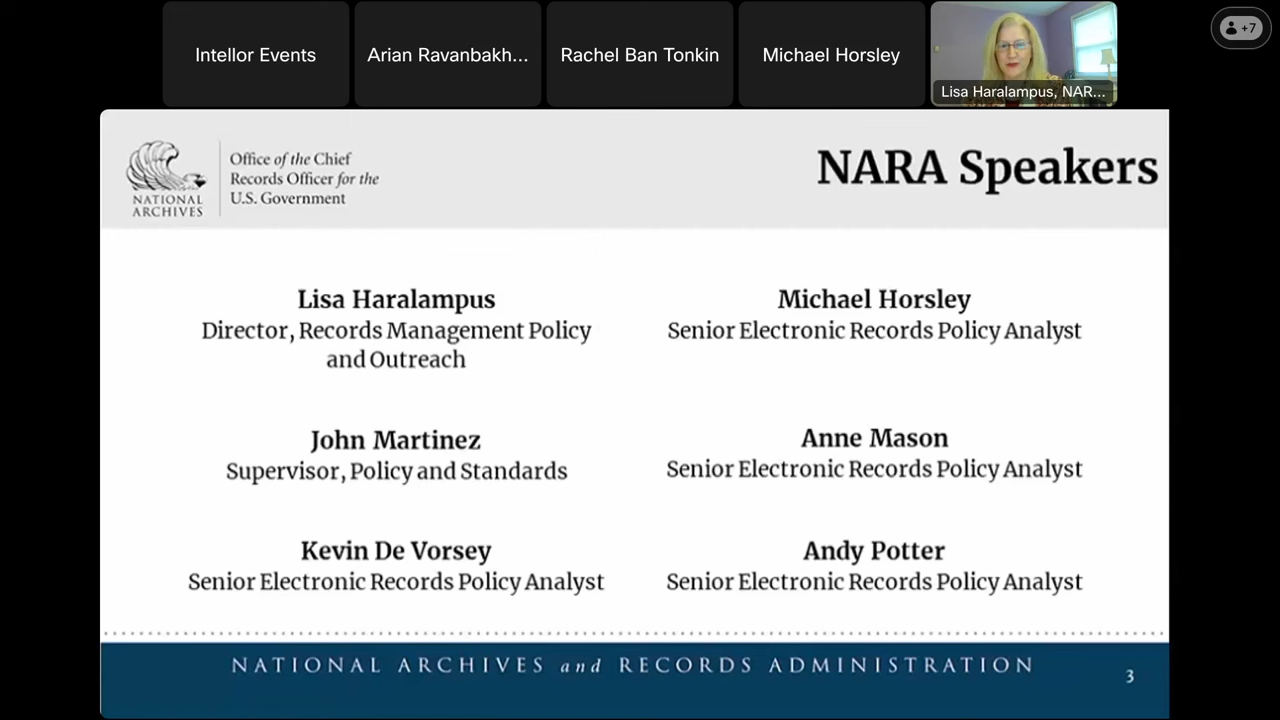 Intellor Events
Arian Ravanbakh...
Rachel Ban Tonkin
Michael Horsley
Lisa Haralampus, NAR...
+7
NATIONAL
ARCHIVES
Office of the Chief
Records Officer for the
U.S. Government
NARA Speakers
Lisa Haralampus
Director, Records Management Policy
and Outreach
Michael Horsley
Senior Electronic Records Policy Analyst
John Martinez
Supervisor, Policy and Standards
Anne Mason
Senior Electronic Records Policy Analyst
Kevin De Vorsey
Senior Electronic Records Policy Analyst
Andy Potter
Senior Electronic Records Policy Analyst
NATIONAL ARCHIVES and RECORDS ADMINISTRATION
3